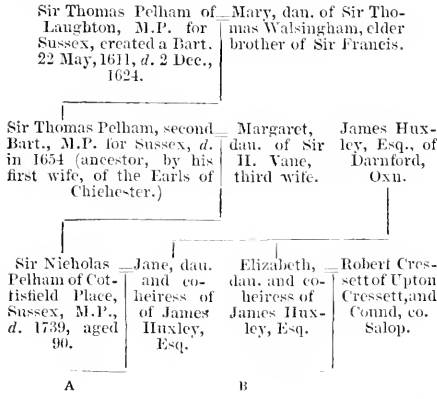 Sir Thomas Pelham of
Laughton, M.P. for
Sussex, created a Bart.
22 May, 1611, d. 2 Dec.,
1624.
Mary, dau. of Sir Tho-
mas Walsingham, elder
brother of Sir Francis.
Sir Thomas Pelham, second
Bart., M.P. for Sussex, d.
in 1654 (ancestor, by his
first wife, of the Earls of
Chichester.)
Margaret,
dau. of Sir
H. Vane,
third wife.
James Hux-
ley, Esq., of
Darnford,
Oxn.
Sir Nicholas
Pelham of Cot-
tisfield Place,
Sussex, M.P.,
d. 1739, aged
90.
Jane, dau.
and co-
heiress of
of James
Huxley,
Esq.
Elizabeth,
dau. and co-
heiress of
James Hux-
ley, Esq.
Robert Cres-
sett of Upton
Cressett, and
Cound, co.
Salop.
A
B